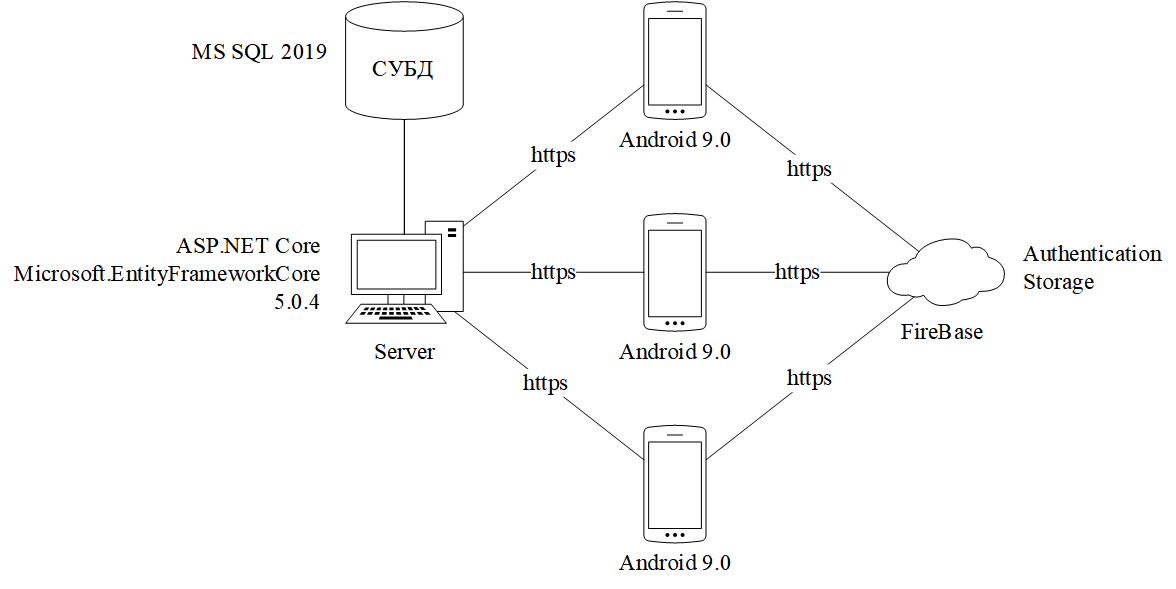 MS SQL 2019
СУБД
Android 9.0
https
https
ASP.NET Core
Microsoft.EntityFrameworkCore
5.0.4
Server
https
https
Android 9.0
Authentication
Storage
FireBase
https
https
Android 9.0